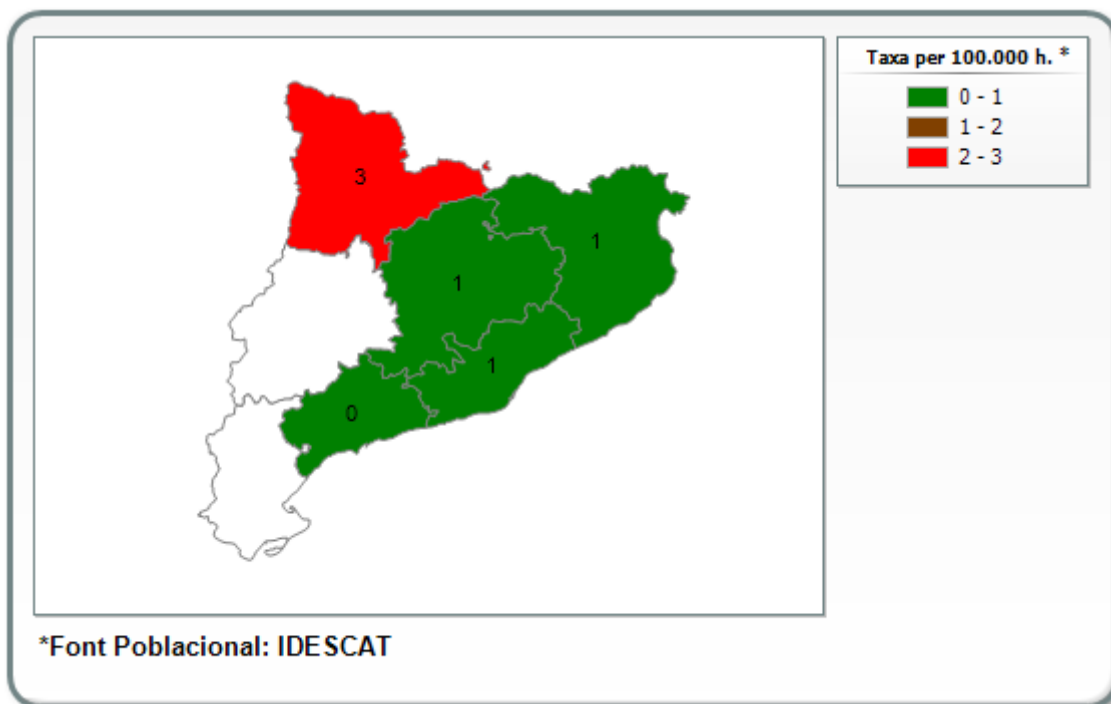 Taxa per 100.000 h. *
0 - 1
1 - 2
2 - 3
3
1
1
1
0
*Font Poblacional: IDESCAT